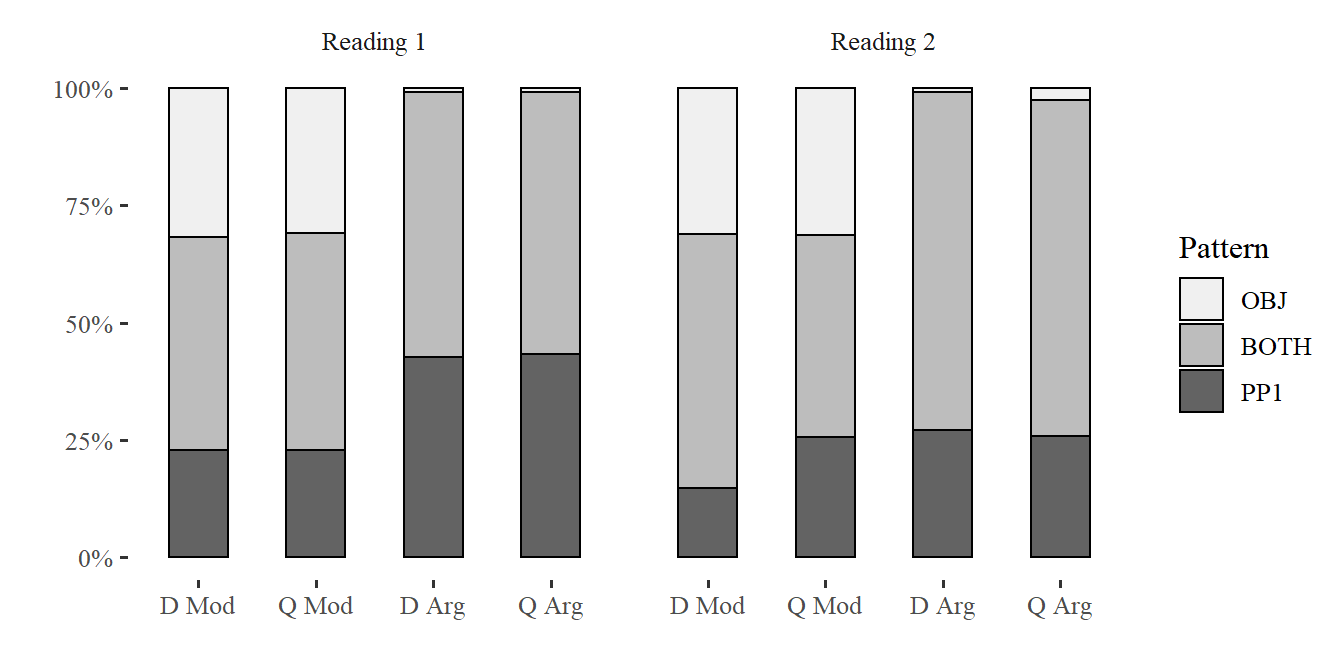 Reading 1
Reading 2
100%
75%
50%
25%
0%
D Mod
Q Mod
D Arg
Q Arg
D Mod
Q Mod
D Arg
Q Arg
Pattern
OBJ
BOTH
PP1